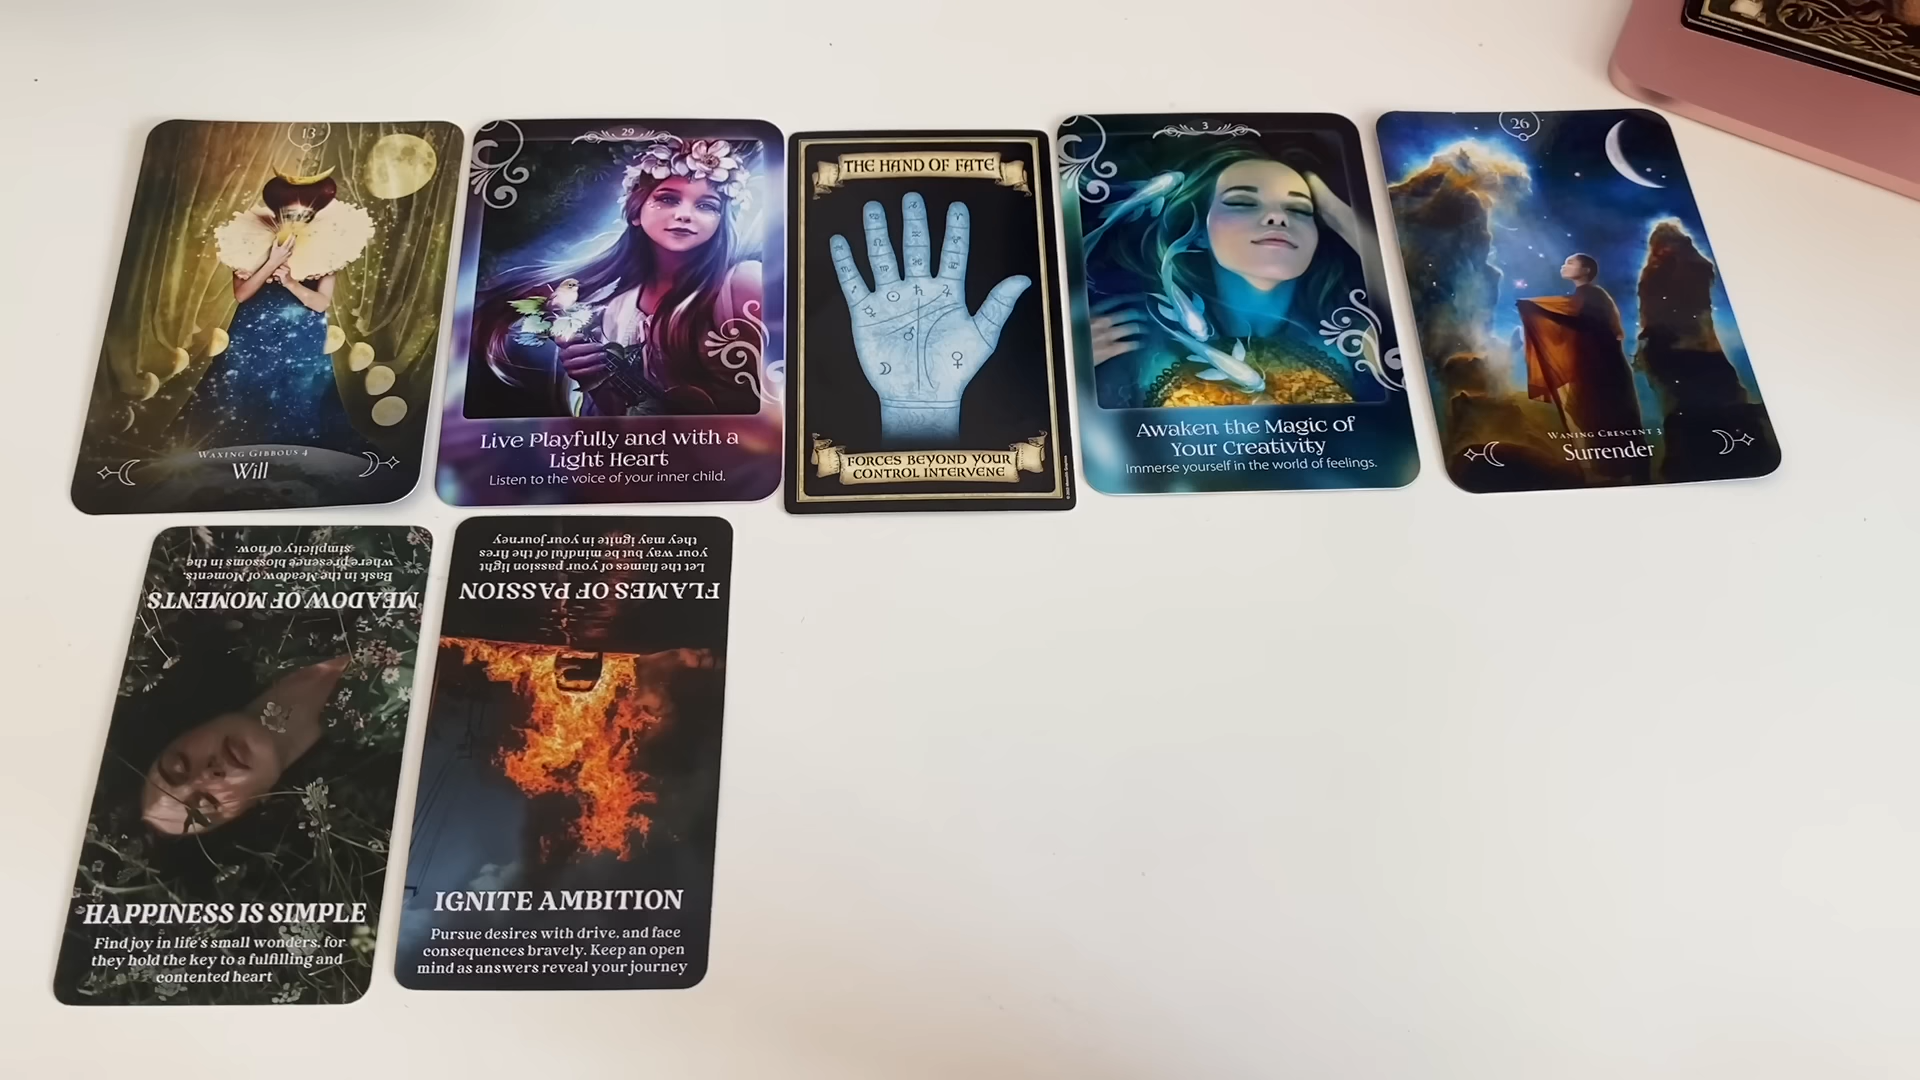 13
WAXING GIBBOUS 4
Will
29
Live Playfully and with a
Light Heart
Listen to the voice of your inner child.
THE HAND OF FATE
FORCES BEYOND YOUR
CONTROL INTERVENE
3
Awaken the Magic of
Your Creativity
Immerse yourself in the world of feelings.
26
WANING CRESCENT 3
Surrender
MEADOW OF MOMENTS
Bask in the Meadow of Moments,
where presence blossoms in the
simplicity of now.
HAPPINESS IS SIMPLE
Find joy in life's small wonders, for
they hold the key to a fulfilling and
contented heart
FLAMES OF PASSION
Let the flames of your passion light
your way but be mindful of the fires
they may ignite in your journey
IGNITE AMBITION
Pursue desires with drive, and face
consequences bravely. Keep an open
mind as answers reveal your journey